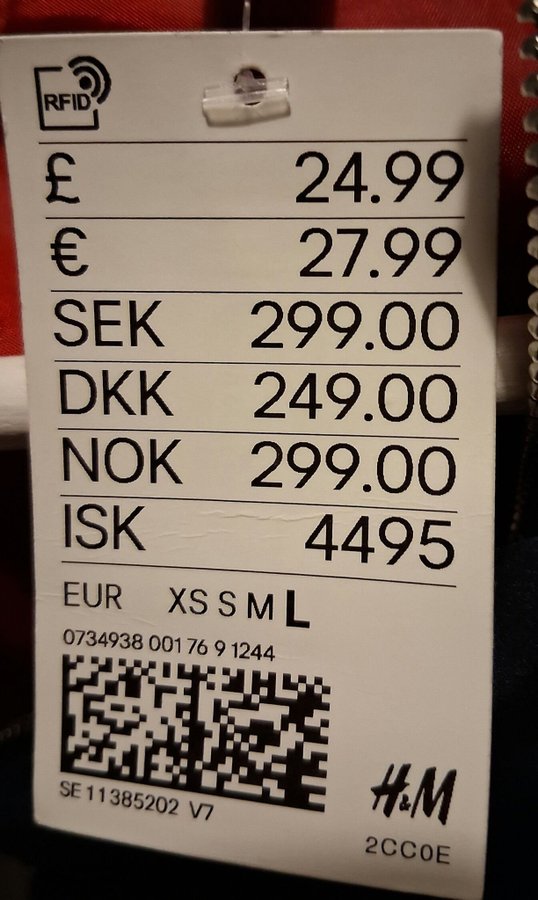 RFID
£ 24.99
€ 27.99
SEK 299.00
DKK 249.00
NOK 299.00
ISK 4495
EUR XS S M L
0734938 001 76 9 1244
SE 11385202 V7
H&M
2CC0E